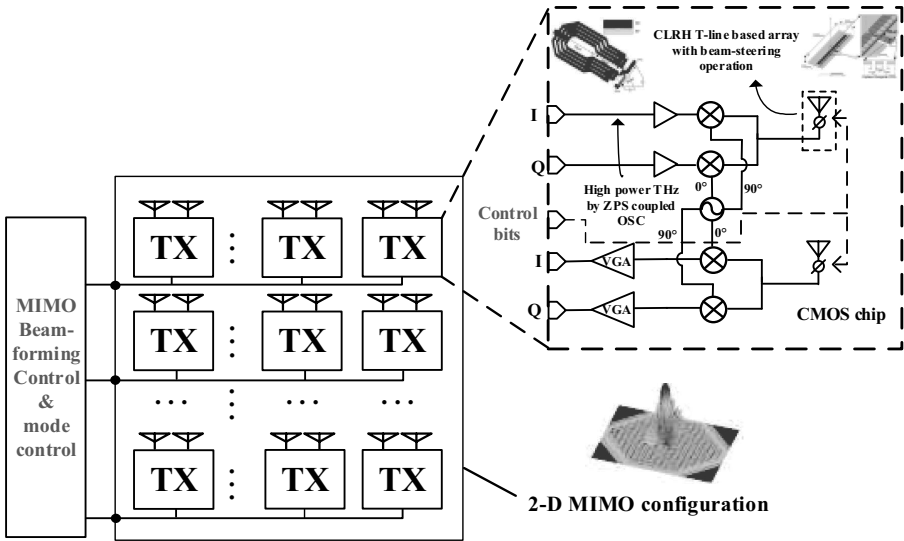 CLRH T-line based array
with beam-steering
operation
I
Q
0°
90°
High power THz
by ZPS coupled
OSC
Control
bits
90°
0°
I
VGA
Q
VGA
CMOS chip
TX
TX
TX
MIMO
Beam-
forming
Control
&
mode
control
TX
TX
TX
TX
TX
TX
2-D MIMO configuration